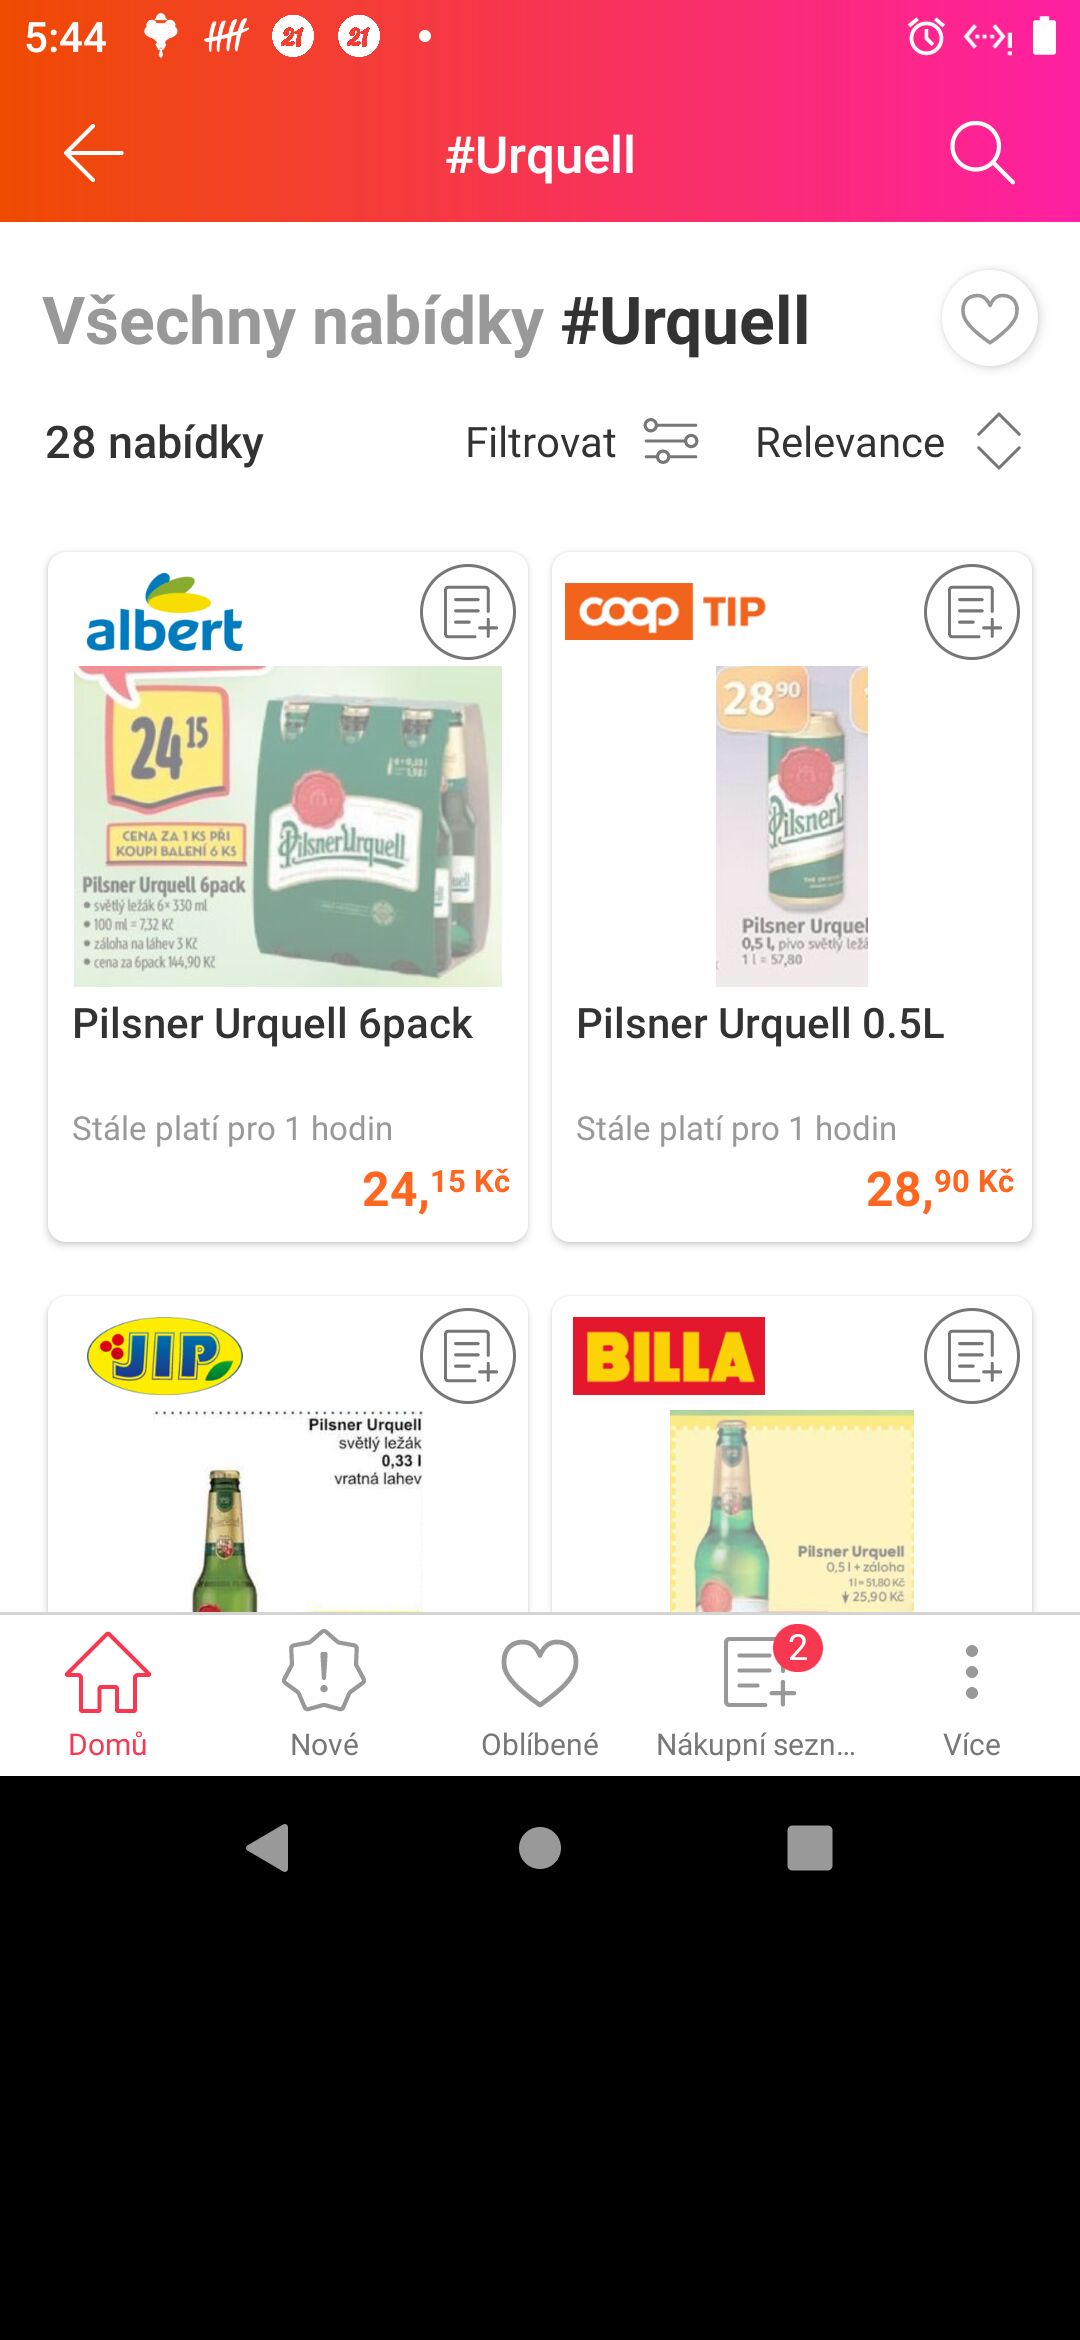 5:44
21
21
#Urquell
Všechny nabídky #Urquell
28 nabídky
Filtrovat
Relevance
albert
24 15
CENA ZA 1 KS PŘI
KOUPI BALENÍ 6 KS
Pilsner Urquell 6pack
• světlý ležák 6× 330 ml
• 100 ml = 7,32 Kč
• záloha na láhev 3 Kč
• cena za 6pack 144,90 Kč
Pilsner Urquell
Pilsner Urquell 6pack
Stále platí pro 1 hodin
24,15 Kč
coop TIP
28 90
Pilsner
Pilsner Urquel
0,5 l, pivo světlý ležá
1 l = 57,80
Pilsner Urquell 0.5L
Stále platí pro 1 hodin
28,90 Kč
JIP
Pilsner Urquell
světlý ležák
0,33 l
vratná lahev
BILLA
Pilsner Urquell
0,5 l + záloha
1 l = 51,80 Kč
25,90 Kč
Domů
Nové
Oblíbené
2
Nákupní sezn...
Více